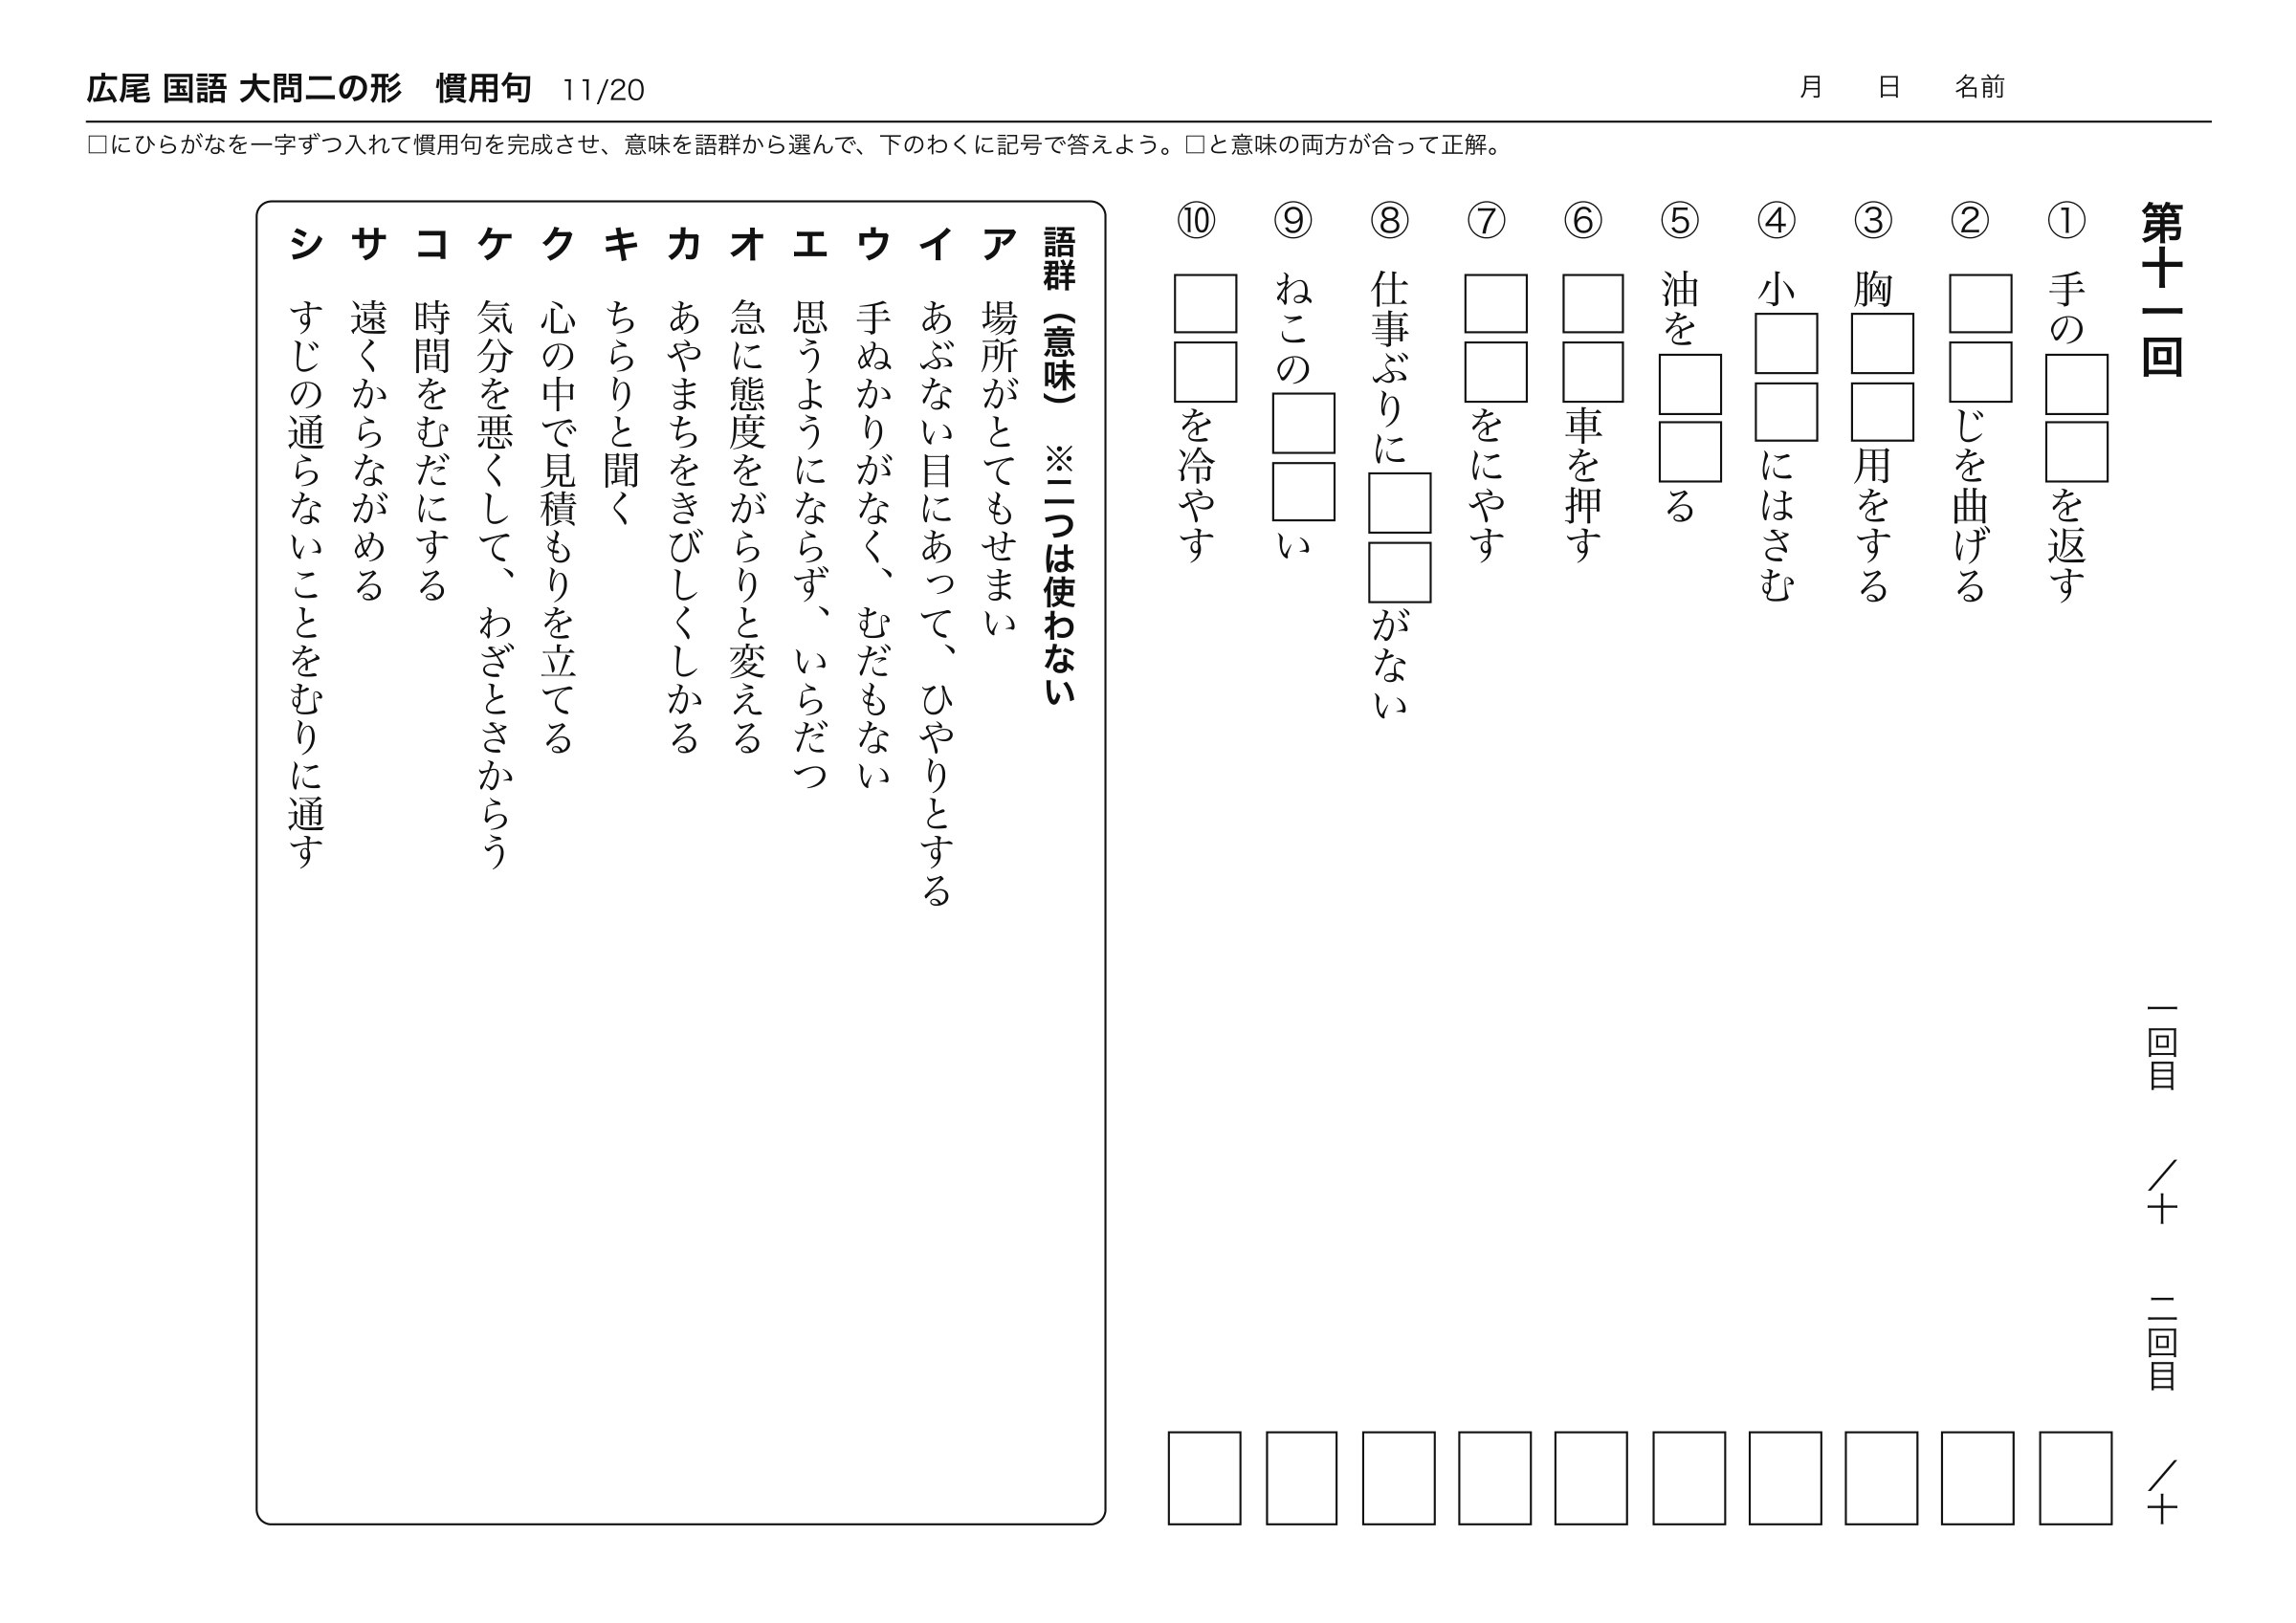 広尾 国語 大問二の形　慣用句　11/20
月　日　名前
□にひらがなを一字ずつ入れて慣用句を完成させ、意味を語群から選んで、下のわくに記号で答えよう。□と意味の両方が合って正解。
第十一回　一回目　／十　二回目　／十
① 手の□□を返す
② □□じを曲げる
③ 胸□□用をする
④ 小□□にはさむ
⑤ 油を□□る
⑥ □□車を押す
⑦ □□をにやす
⑧ 仕事ぶりに□□がない
⑨ ねこの□□い
⑩ □□を冷やす
語群（意味）　※二つは使わない
ア　場所がとてもせまい
イ　あぶない目にあって、ひやりとする
ウ　手ぬかりがなく、むだもない
エ　思うようにならず、いらだつ
オ　急に態度をがらりと変える
カ　あやまちをきびしくしかる
キ　ちらりと聞く
ク　心の中で見積もりを立てる
ケ　気分を悪くして、わざとさからう
コ　時間をむだにする
サ　遠くからながめる
シ　すじの通らないことをむりに通す